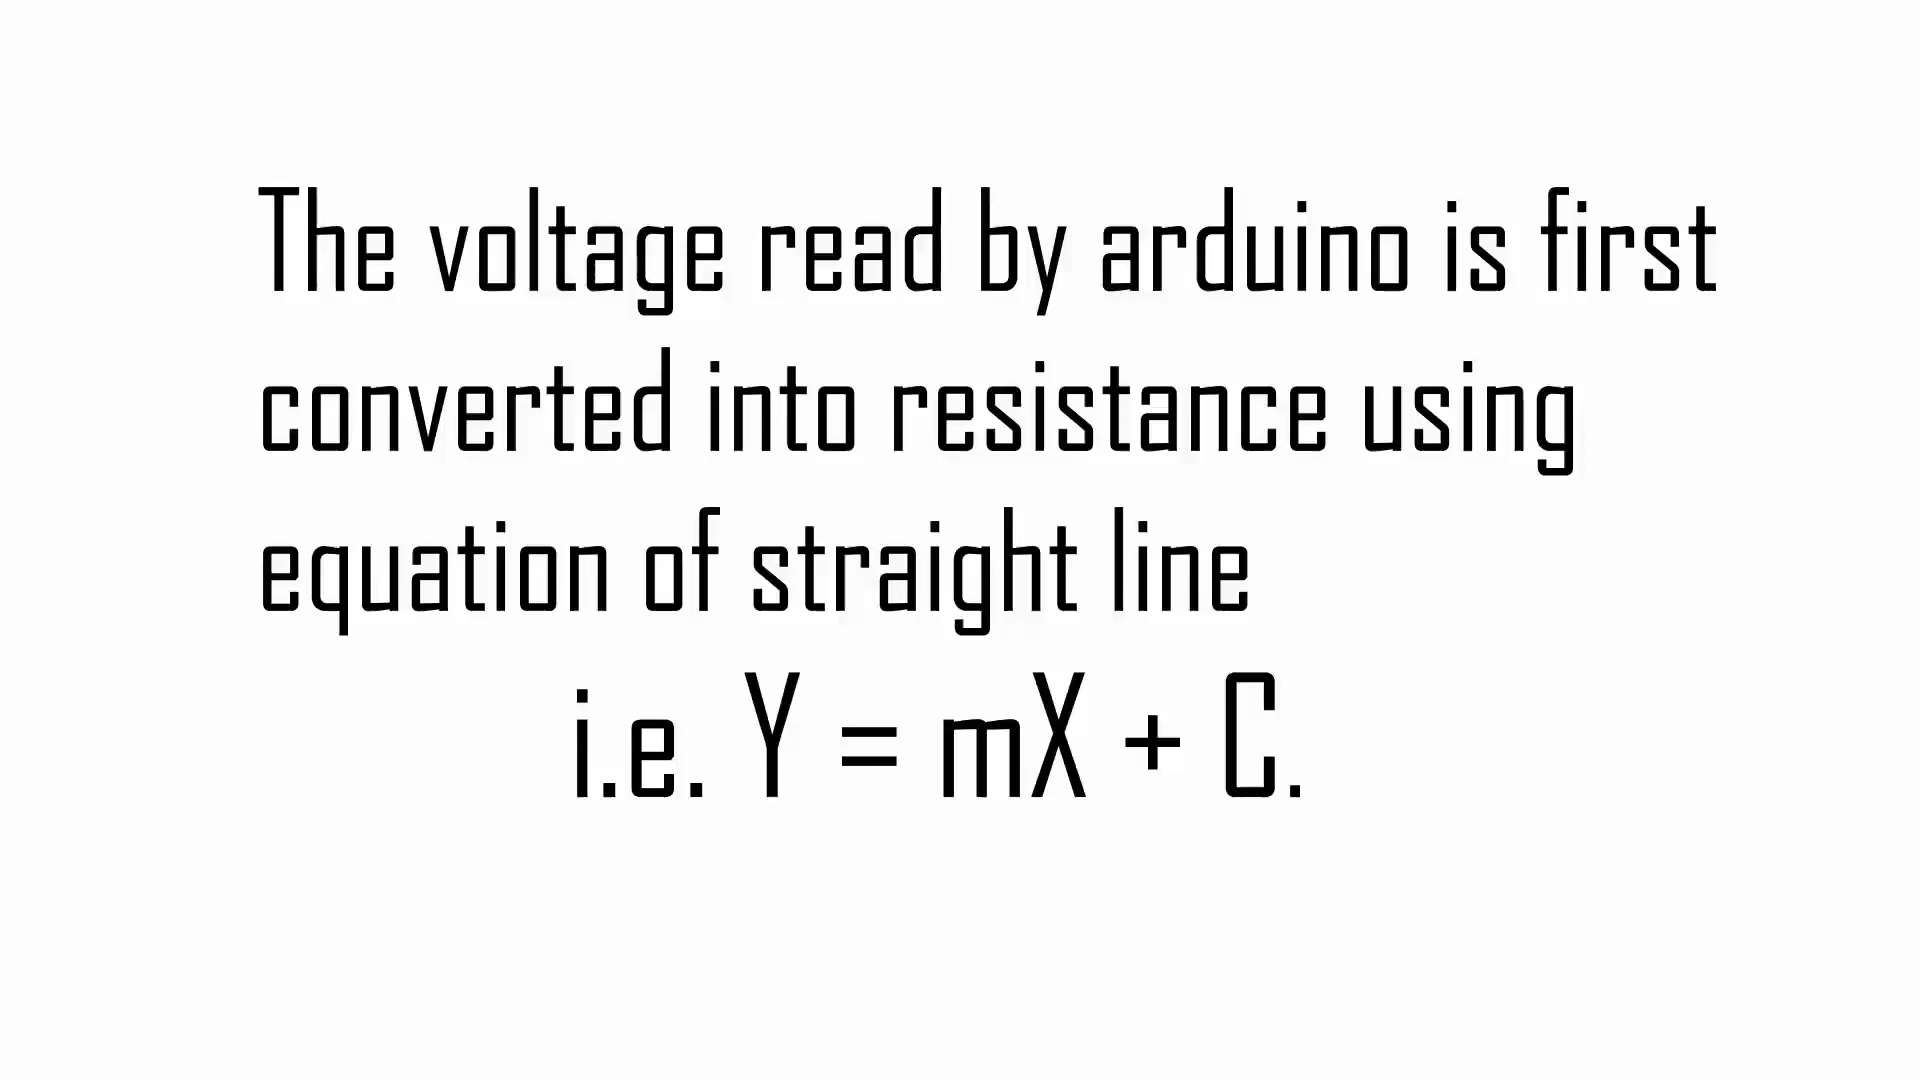 The voltage read by arduino is first
converted into resistance using
equation of straight line
i.e. Y = mX + C.